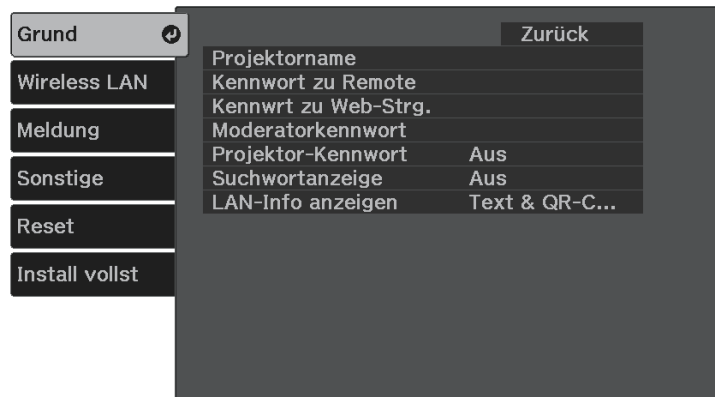 Grund
Zurück
Projektorname
Wireless LAN
Kennwort zu Remote
Kennwrt zu Web-Strg.
Meldung
Moderatorkennwort
Projektor-Kennwort Aus
Sonstige
Suchwortanzeige Aus
LAN-Info anzeigen Text & QR-C...
Reset
Install vollst